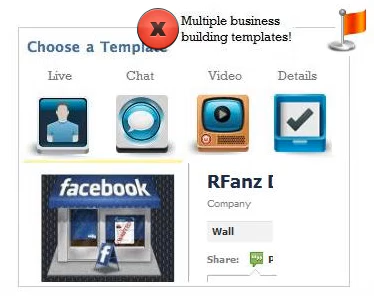 X
Multiple business
building templates!
Choose a Template
Live
Chat
Video
Details
facebook
RFanz D
Company
Wall
Share:
P
f